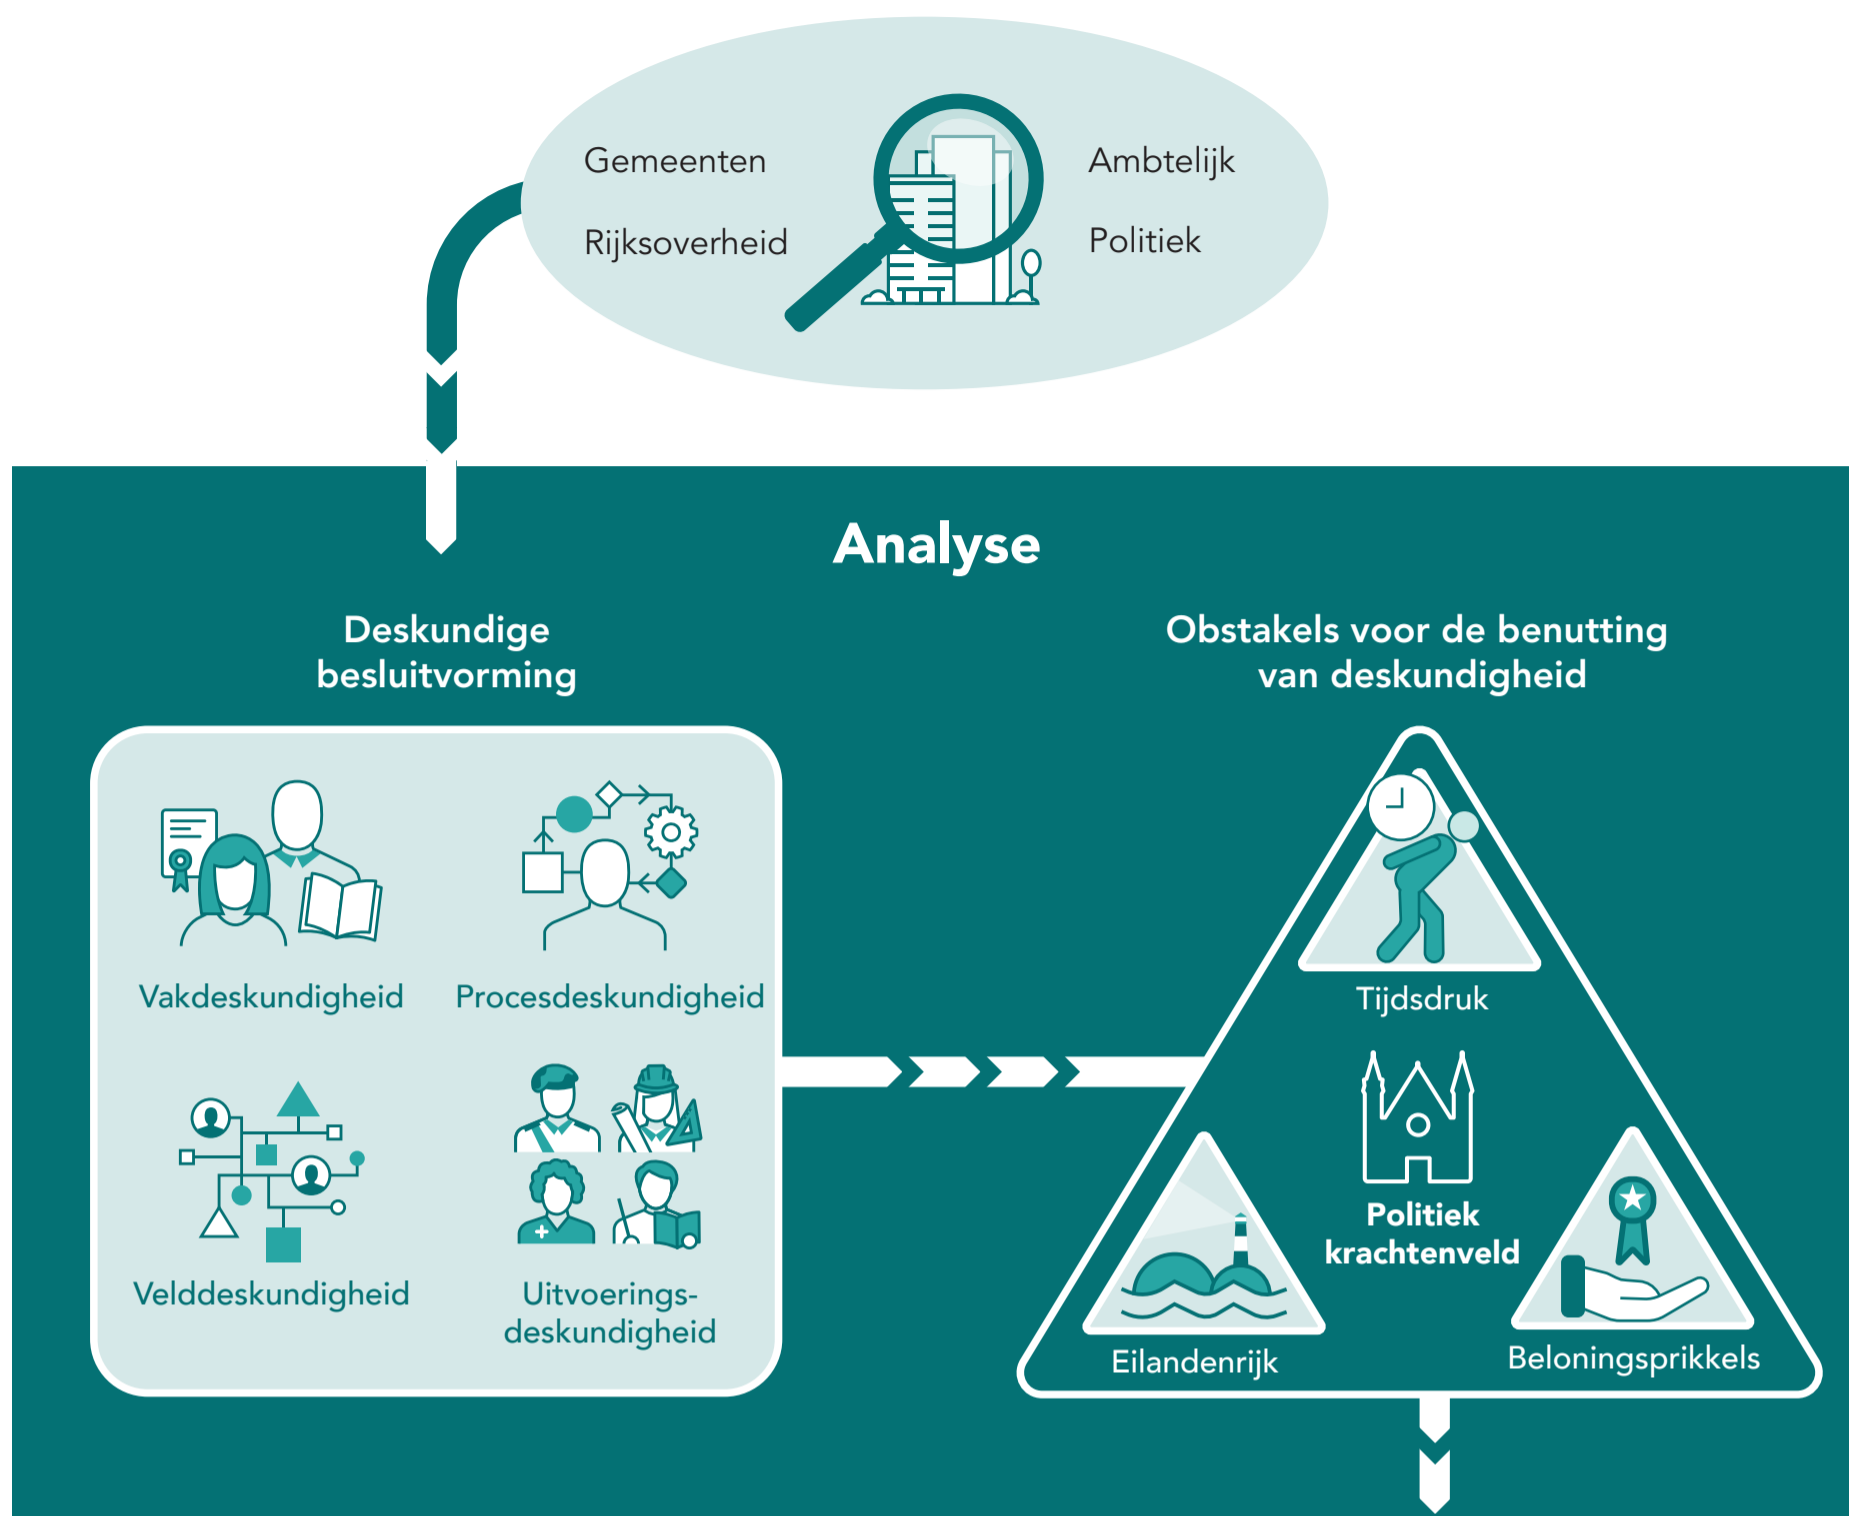 Gemeenten
Rijksoverheid
Ambtelijk
Politiek
Analyse
Deskundige
besluitvorming
Vakdeskundigheid
Procesdeskundigheid
Velddeskundigheid
Uitvoerings-
deskundigheid
Obstakels voor de benutting
van deskundigheid
Tijdsdruk
Politiek
krachtenveld
Eilandenrijk
Beloningsprikkels